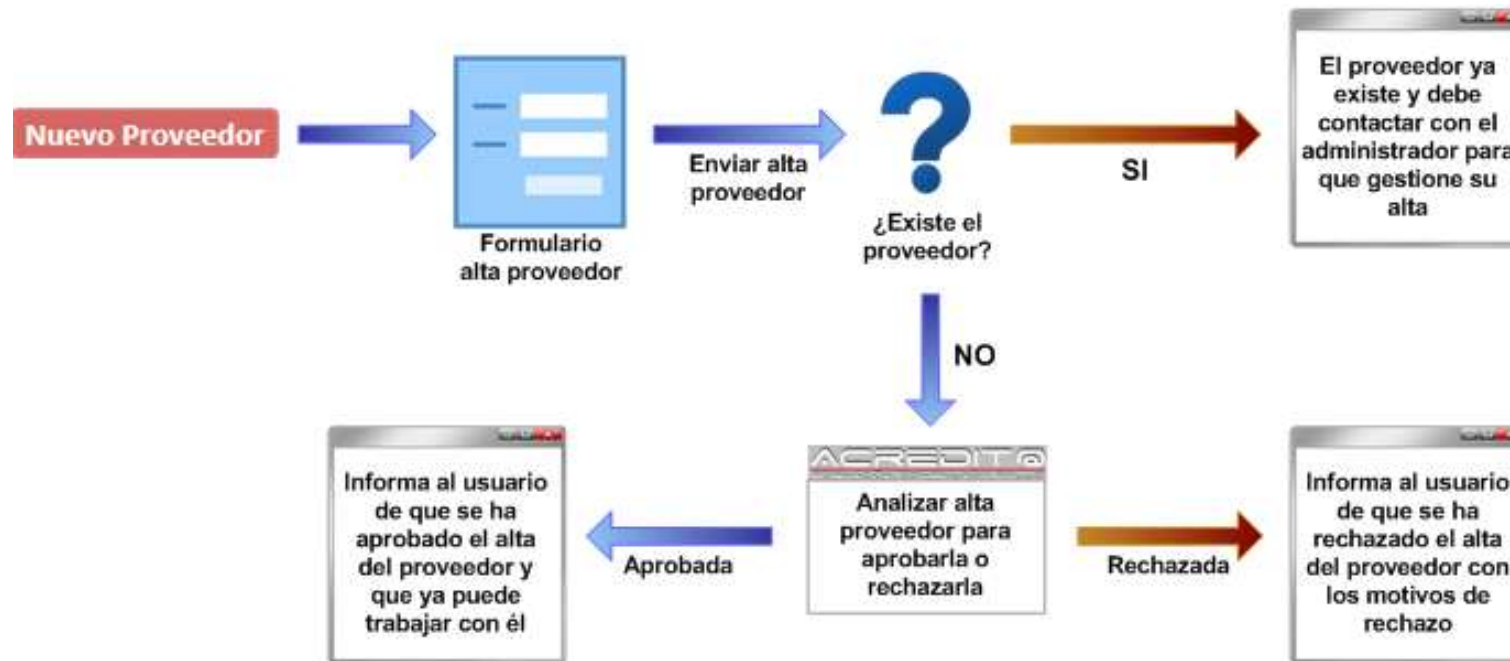 Nuevo Proveedor
Formulario
alta proveedor
Enviar alta
proveedor
¿Existe el
proveedor?
SI
El proveedor ya
existe y debe
contactar con el
administrador para
que gestione su
alta
NO
Informa al usuario
de que se ha
aprobado el alta
del proveedor y
que ya puede
trabajar con él
Aprobada
ACREDIT@
Analizar alta
proveedor para
aprobarla o
rechazarla
Rechazada
Informa al usuario
de que se ha
rechazado el alta
del proveedor con
los motivos de
rechazo